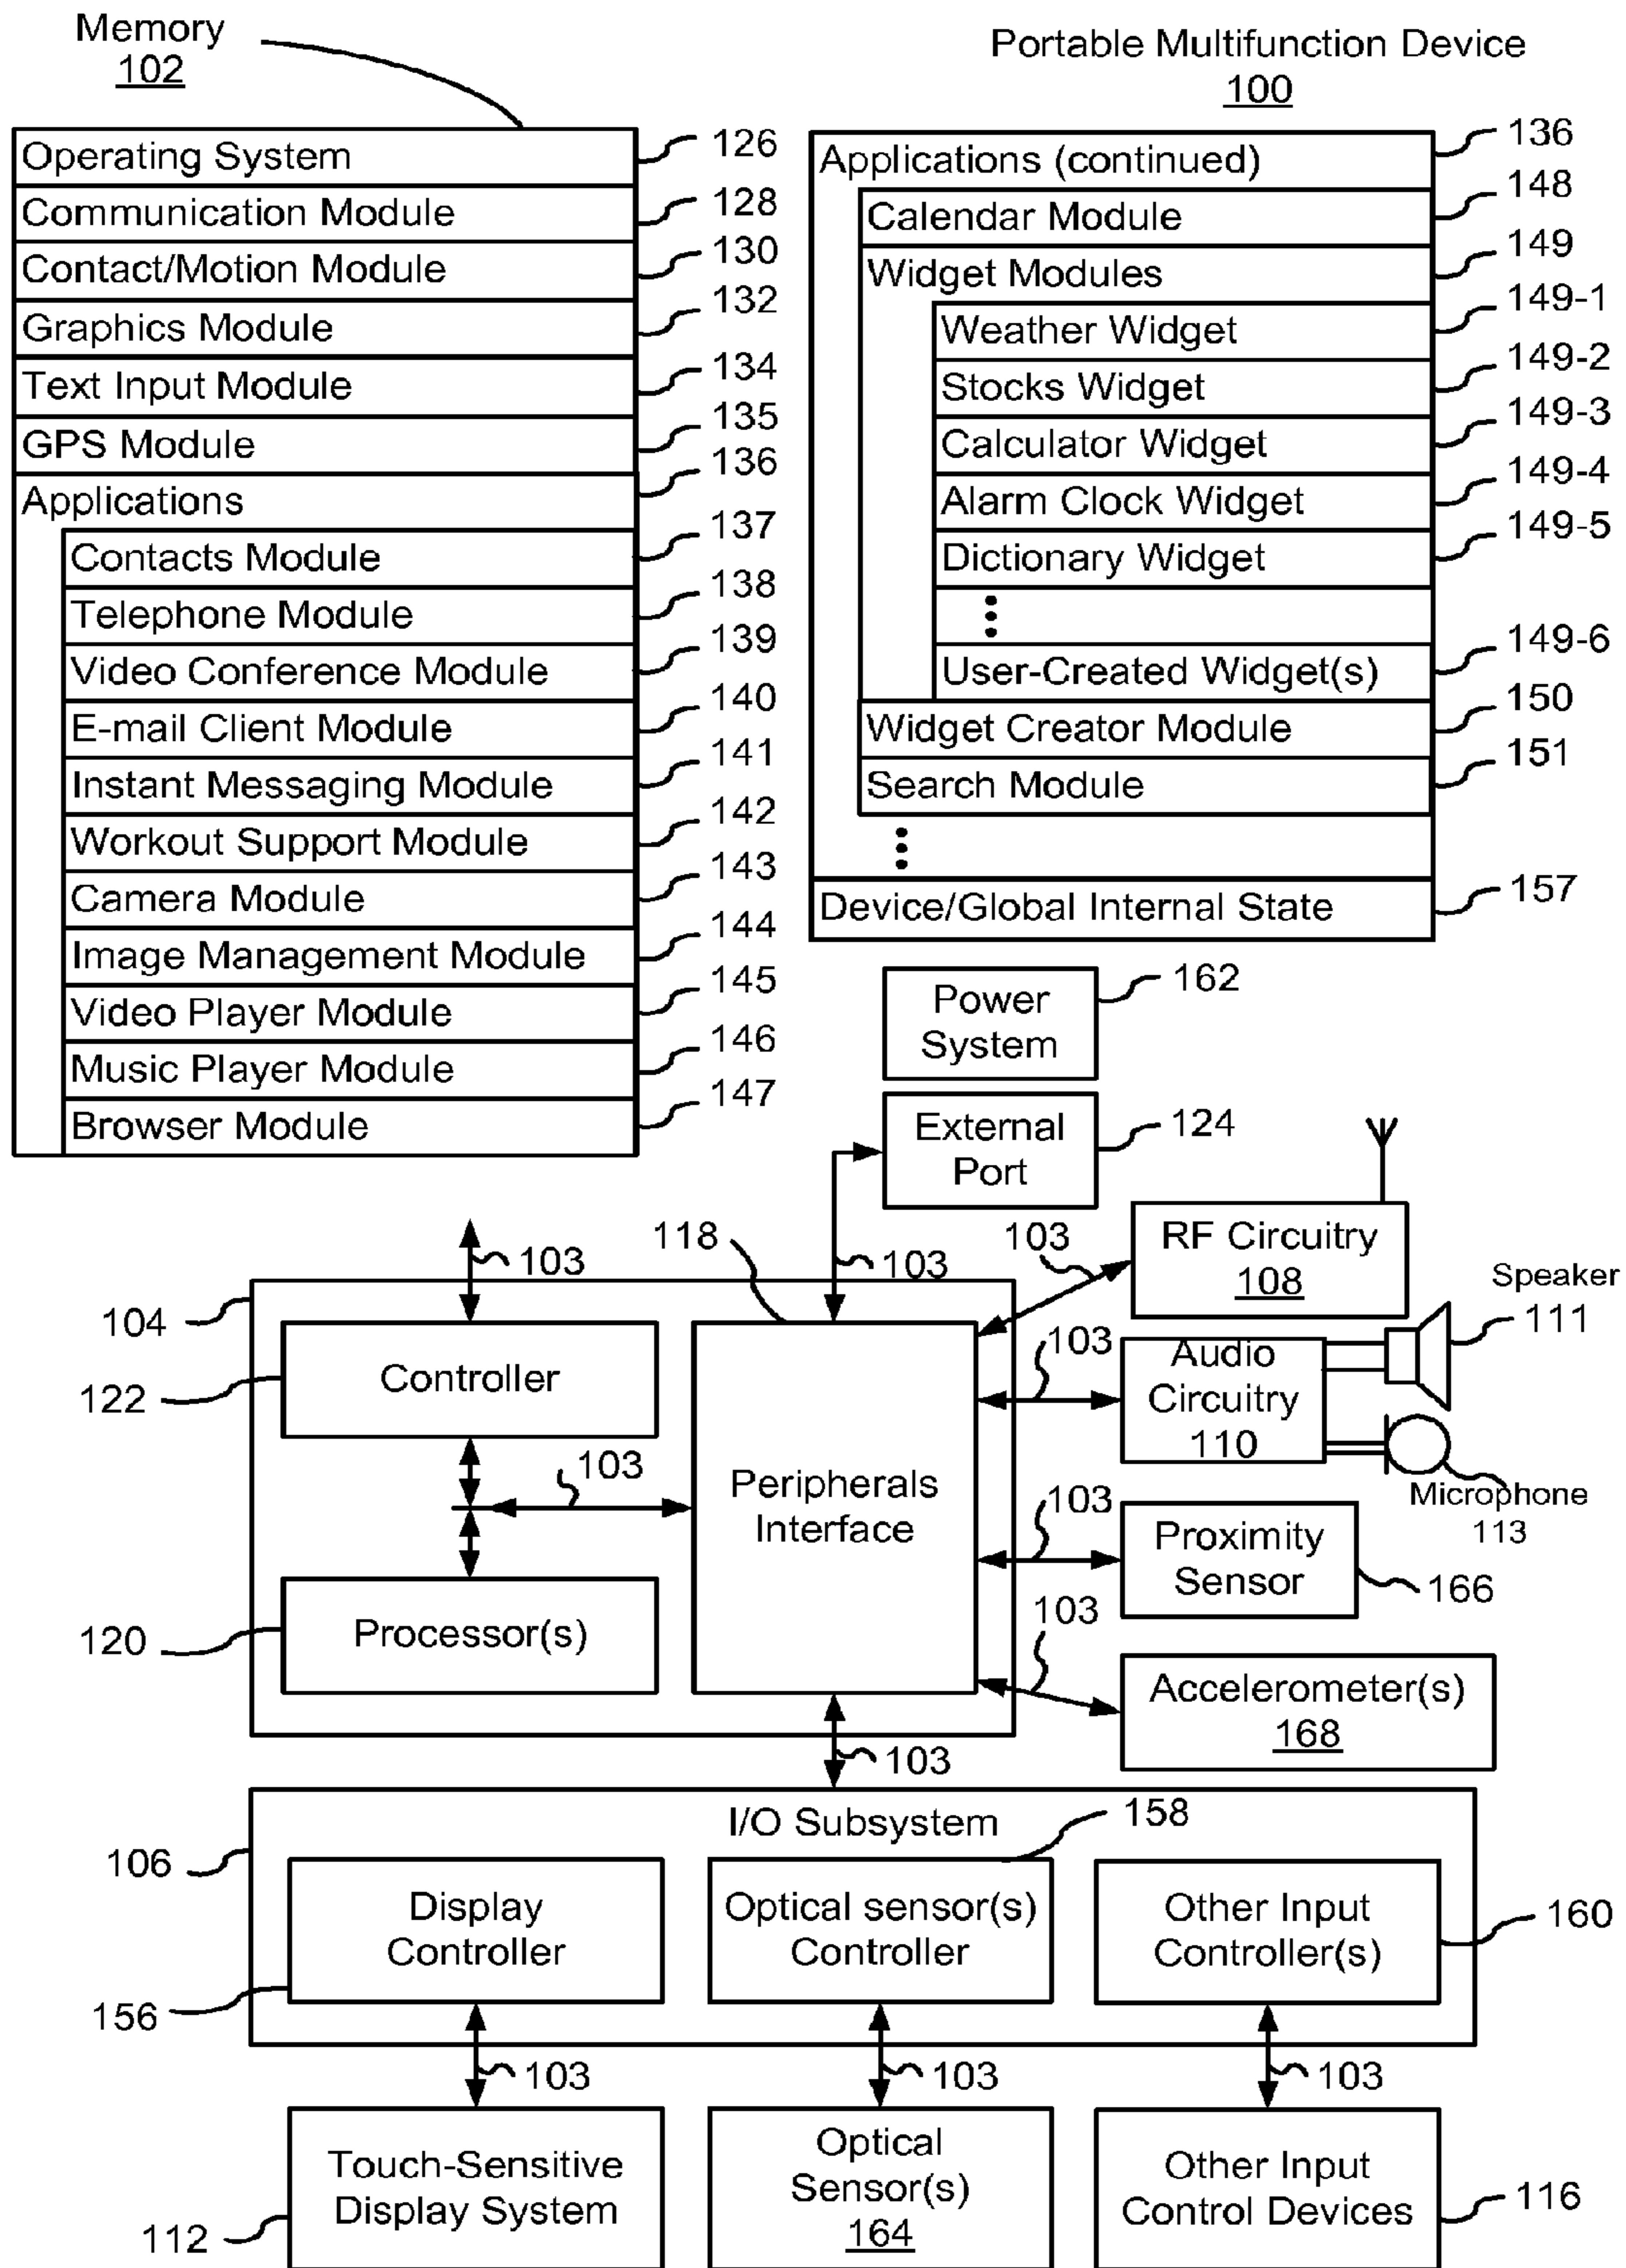 Memory
102
Portable Multifunction Device
100
Operating System
126
Communication Module
128
Contact/Motion Module
130
Graphics Module
132
Text Input Module
134
GPS Module
135
Applications
136
Contacts Module
137
Telephone Module
138
Video Conference Module
139
E-mail Client Module
140
Instant Messaging Module
141
Workout Support Module
142
Camera Module
143
Image Management Module
144
Video Player Module
145
Music Player Module
146
Browser Module
147
Applications (continued)
136
Calendar Module
148
Widget Modules
149
Weather Widget
149-1
Stocks Widget
149-2
Calculator Widget
149-3
Alarm Clock Widget
149-4
Dictionary Widget
149-5
User-Created Widget(s)
149-6
Widget Creator Module
150
Search Module
151
Device/Global Internal State
157
Power
System
162
External
Port
124
RF Circuitry
108
103
103
103
118
104
Controller
122
Speaker
111
Audio
Circuitry
110
103
Microphone
113
Peripherals
Interface
103
Processor(s)
120
Proximity
Sensor
166
103
Accelerometer(s)
168
103
103
I/O Subsystem
106
158
Display
Controller
156
Optical sensor(s)
Controller
Other Input
Controller(s)
160
103
103
103
Touch-Sensitive
Display System
112
Optical
Sensor(s)
164
Other Input
Control Devices
116